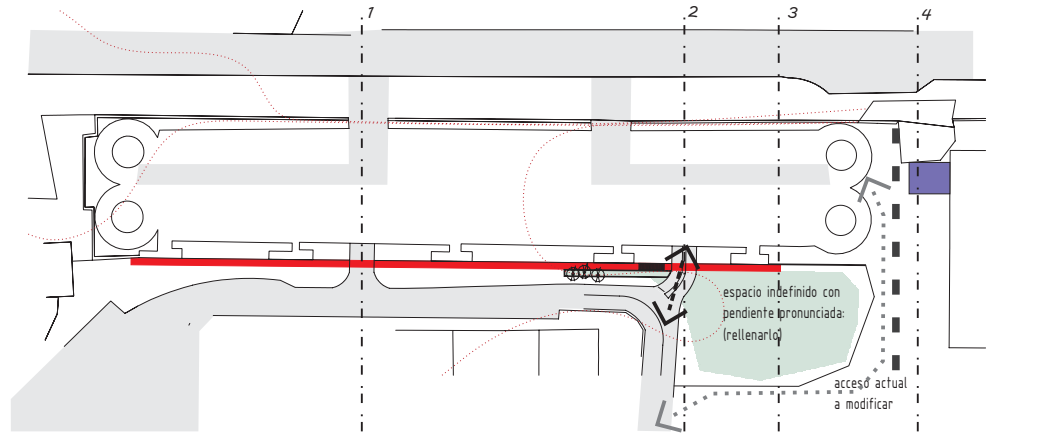 1
2
3
4
espacio indefinido con
pendiente pronunciada:
(rellenarlo)
acceso actual
a modificar